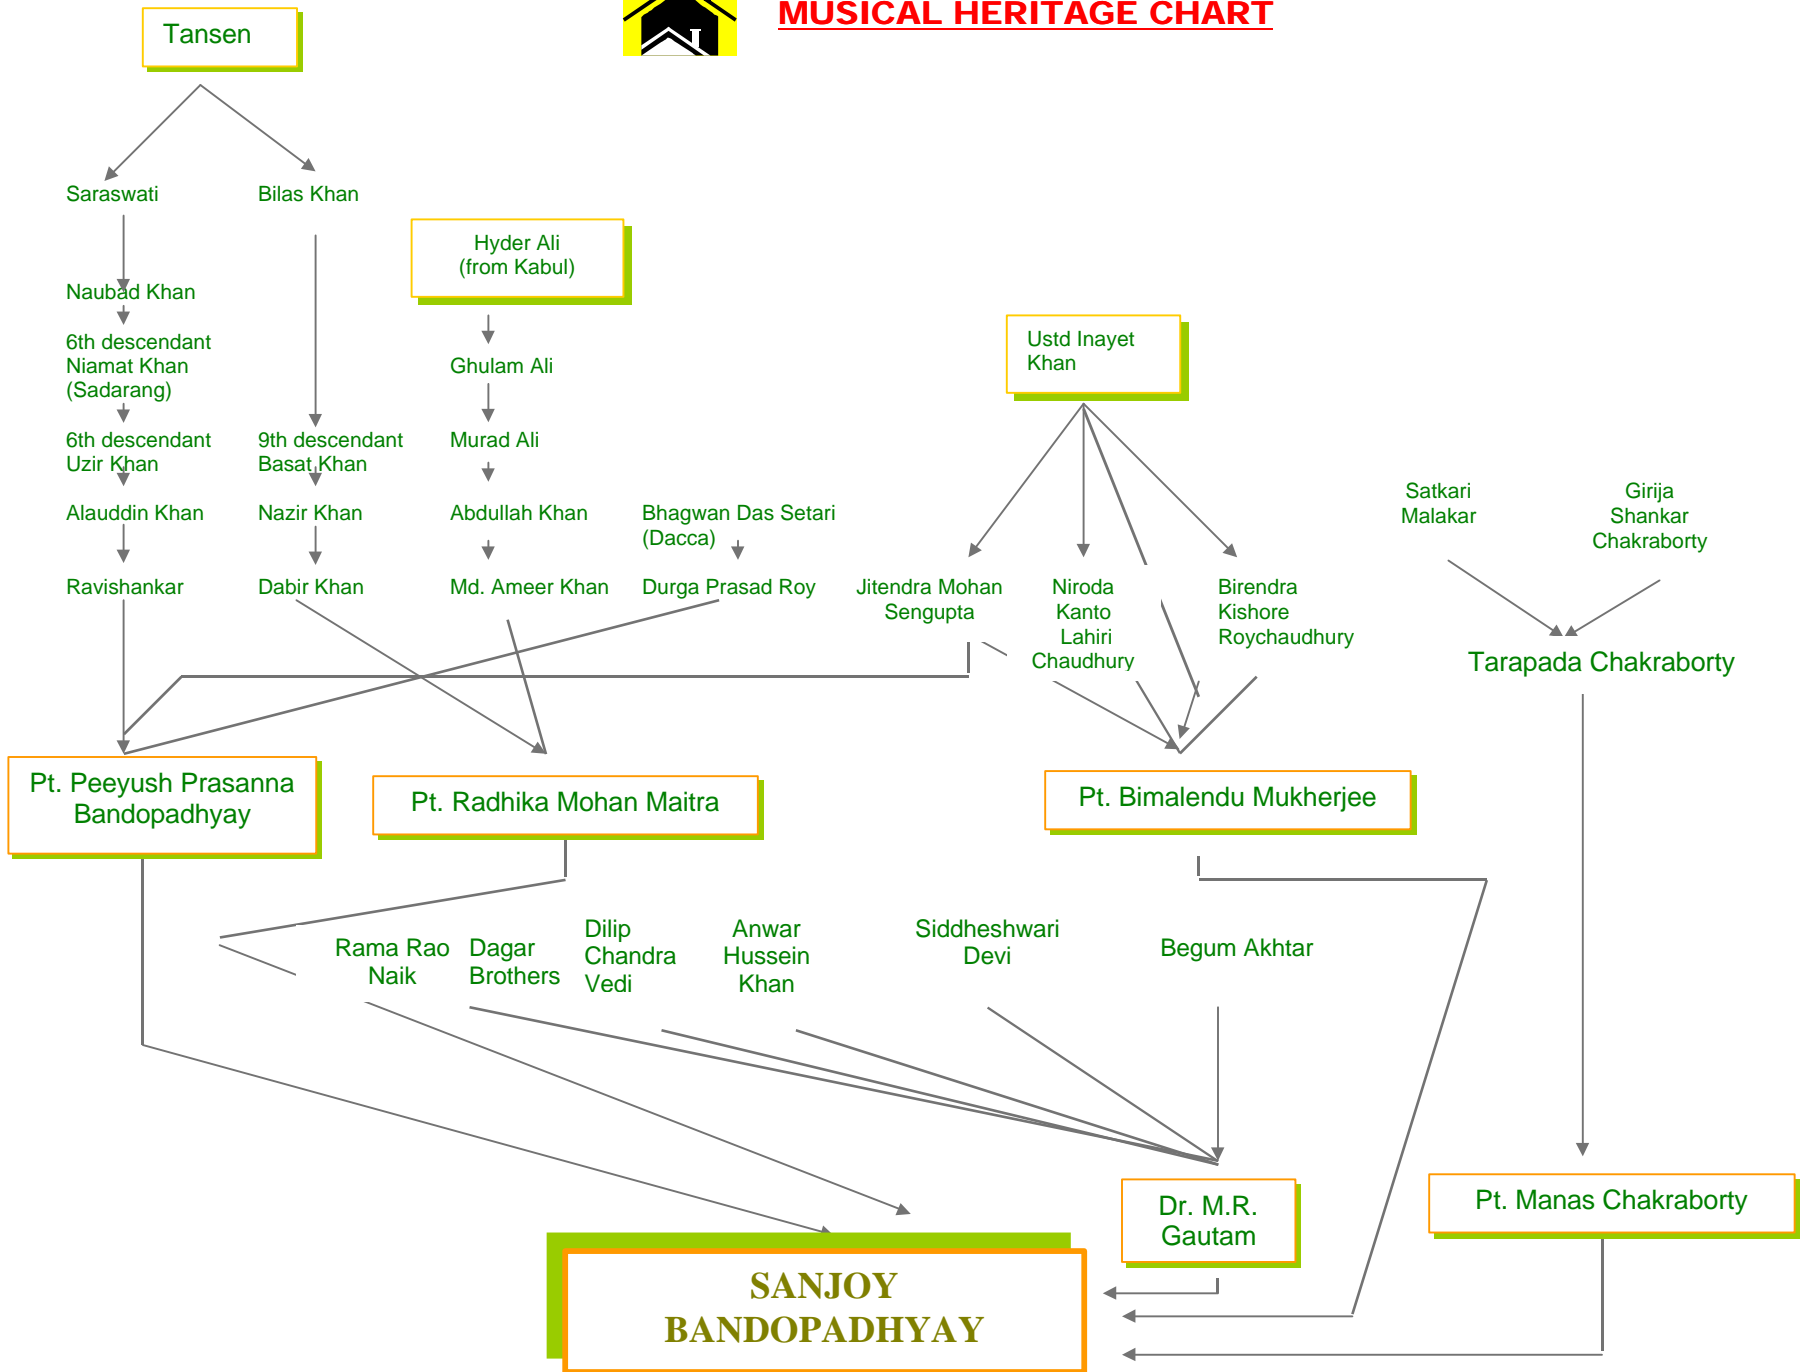 MUSICAL HERITAGE CHART
Tansen
Saraswati
Bilas Khan
Hyder Ali
(from Kabul)
Naubad Khan
6th descendant
Niamat Khan
(Sadarang)
Ghulam Ali
Ustd Inayet
Khan
6th descendant
Uzir Khan
9th descendant
Basat Khan
Murad Ali
Satkari
Malakar
Girija
Shankar
Chakraborty
Alauddin Khan
Nazir Khan
Abdullah Khan
Bhagwan Das Setari
(Dacca)
Ravishankar
Dabir Khan
Md. Ameer Khan
Durga Prasad Roy
Jitendra Mohan
Sengupta
Niroda
Kanto
Lahiri
Chaudhury
Birendra
Kishore
Roychaudhury
Tarapada Chakraborty
Pt. Peeyush Prasanna
Bandopadhyay
Pt. Radhika Mohan Maitra
Pt. Bimalendu Mukherjee
Rama Rao
Naik
Dagar
Brothers
Dilip
Chandra
Vedi
Anwar
Hussein
Khan
Siddheshwari
Devi
Begum Akhtar
Dr. M.R.
Gautam
Pt. Manas Chakraborty
SANJOY
BANDOPADHYAY